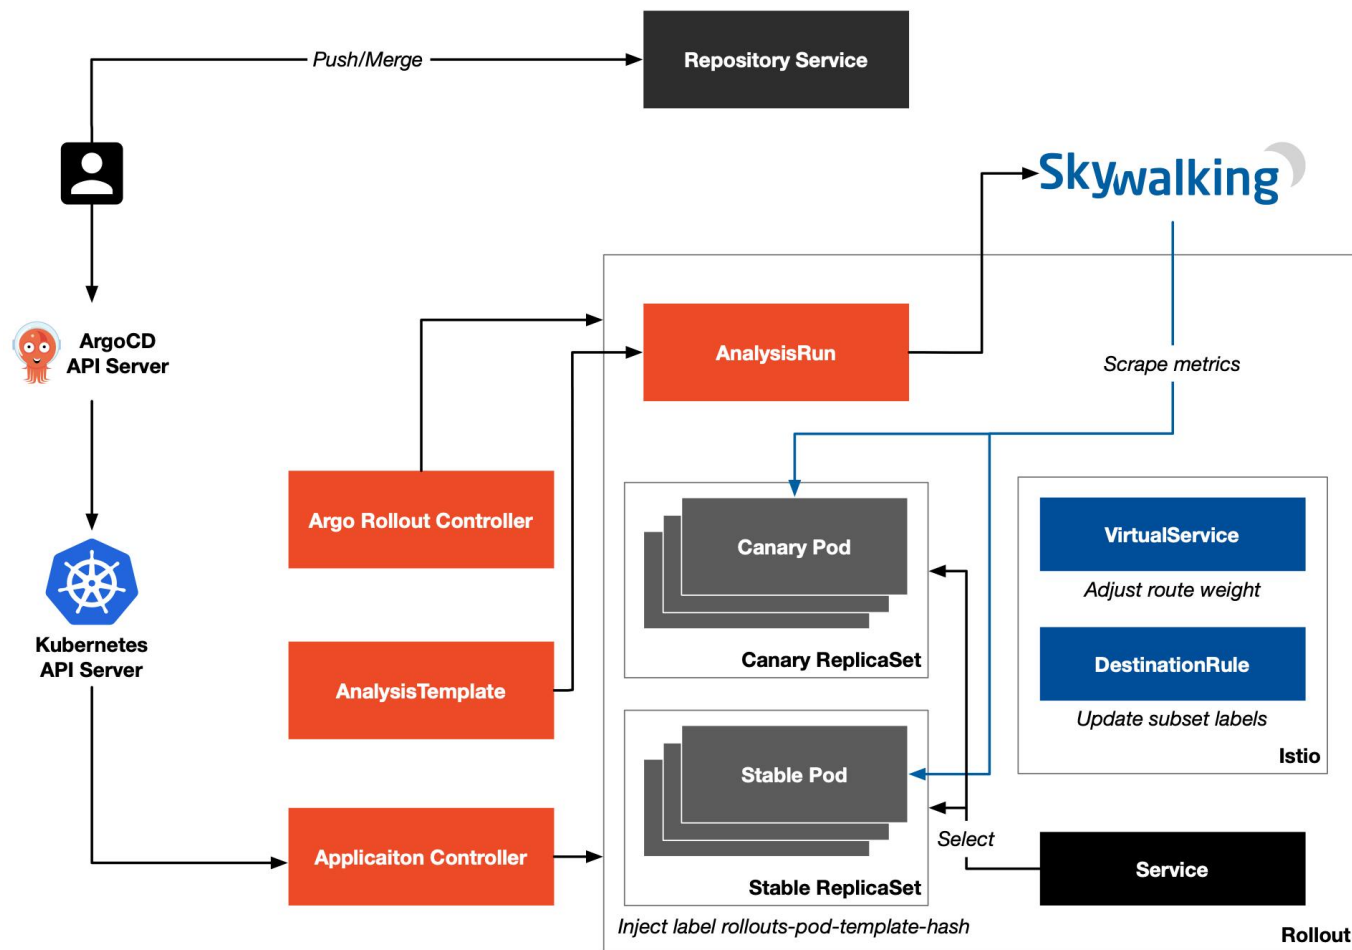 Push/Merge
Repository Service
Skywalking
ArgoCD
API Server
AnalysisRun
Scrape metrics
Argo Rollout Controller
Canary Pod
VirtualService
Adjust route weight
Kubernetes
API Server
Canary ReplicaSet
DestinationRule
AnalysisTemplate
Update subset labels
Stable Pod
Istio
Applicaiton Controller
Select
Service
Stable ReplicaSet
Inject label rollouts-pod-template-hash
Rollout